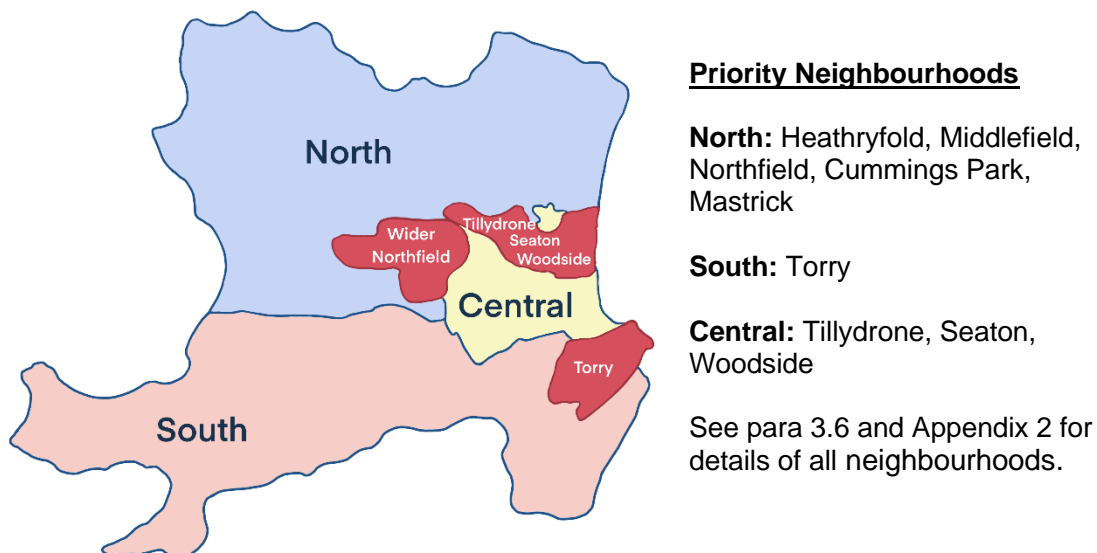 North
Tillydrone
Seaton
Woodside
Wider
Northfield
Central
Torry
South
Priority Neighbourhoods
North: Heathryfold, Middlefield,
Northfield, Cummings Park,
Mastrick
South: Torry
Central: Tillydrone, Seaton,
Woodside
See para 3.6 and Appendix 2 for
details of all neighbourhoods.